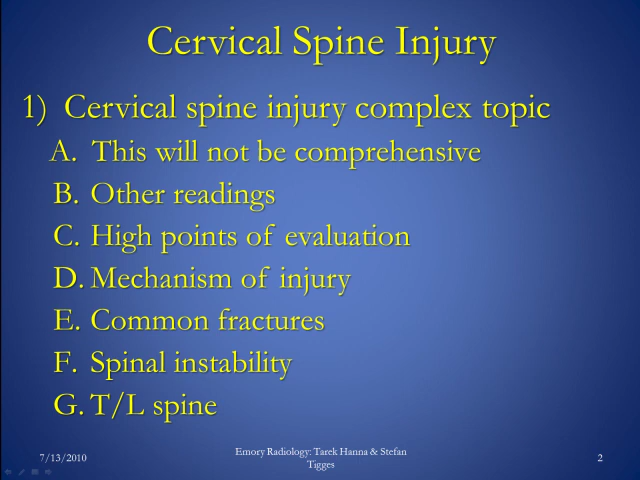 Cervical Spine Injury
1) Cervical spine injury complex topic
A. This will not be comprehensive
B. Other readings
C. High points of evaluation
D. Mechanism of injury
E. Common fractures
F. Spinal instability
G. T/L spine
7/13/2010
Emory Radiology: Tarek Hanna & Stefan
Tigges
2